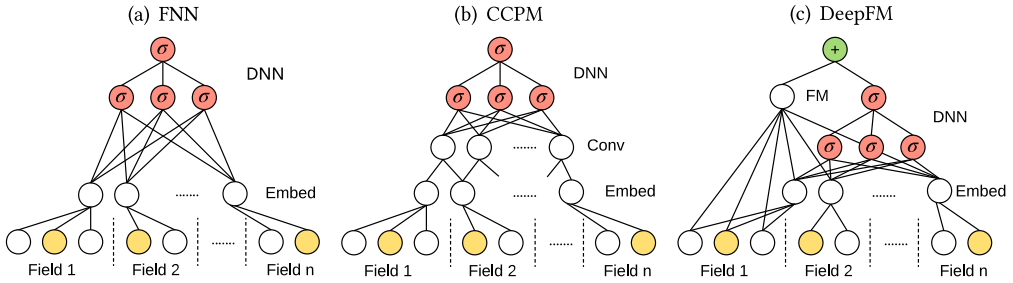 (a) FNN
(b) CCPM
(c) DeepFM
σ
DNN
σ σ σ
Embed
......
......
Field 1 Field 2 Field n
σ
DNN
σ σ σ
...... Conv
...... Embed
......
Field 1 Field 2 Field n
+
FM σ
DNN
σ σ σ
...... Embed
......
Field 1 Field 2 Field n